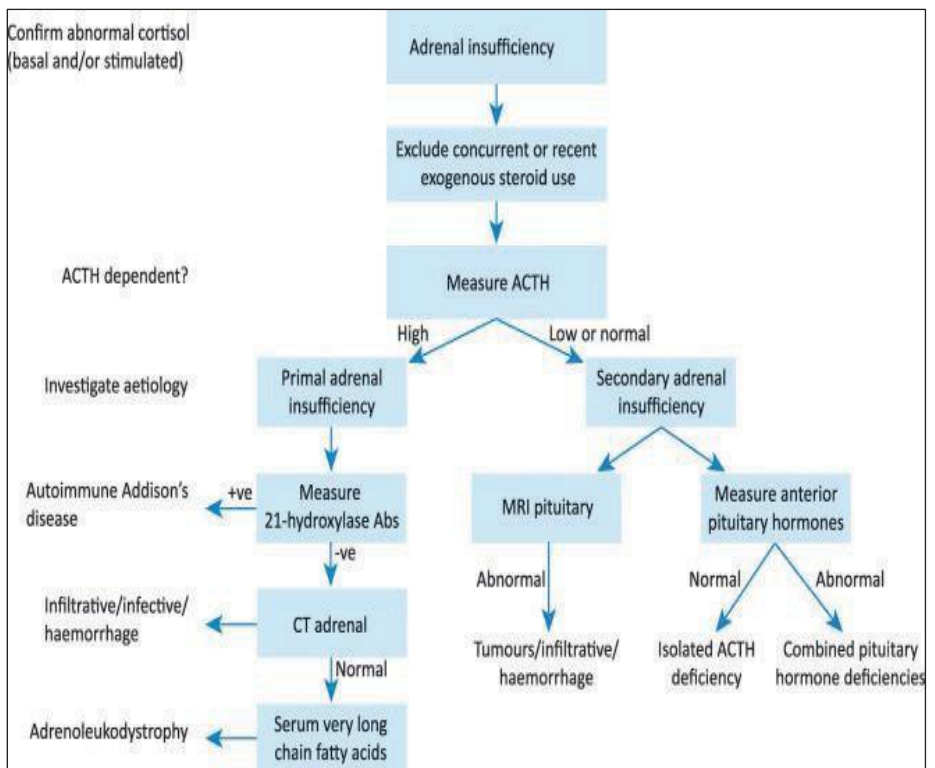 Confirm abnormal cortisol
(basal and/or stimulated)
Adrenal insufficiency
Exclude concurrent or recent
exogenous steroid use
ACTH dependent?
Measure ACTH
High
Low or normal
Investigate aetiology
Primal adrenal
insufficiency
Secondary adrenal
insufficiency
Autoimmune Addison's
disease
+ve
Measure
21-hydroxylase Abs
MRI pituitary
Measure anterior
pituitary hormones
-ve
Abnormal
Normal
Abnormal
Infiltrative/infective/
haemorrhage
CT adrenal
Tumours/infiltrative/
haemorrhage
Isolated ACTH
deficiency
Combined pituitary
hormone deficiencies
Normal
Adrenoleukodystrophy
Serum very long
chain fatty acids